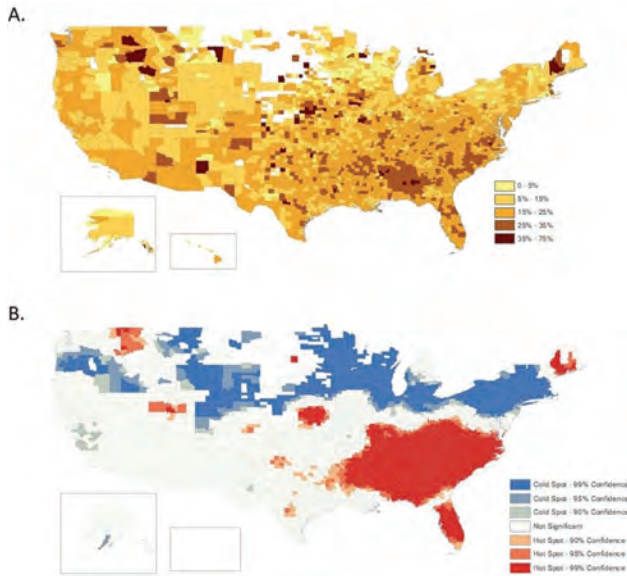 A.
0 - 5%
5% - 15%
15% - 25%
25% - 35%
35% - 75%
B.
Cold Spot - 99% Confidence
Cold Spot - 95% Confidence
Cold Spot - 90% Confidence
Not Significant
Hot Spot - 90% Confidence
Hot Spot - 95% Confidence
Hot Spot - 99% Confidence